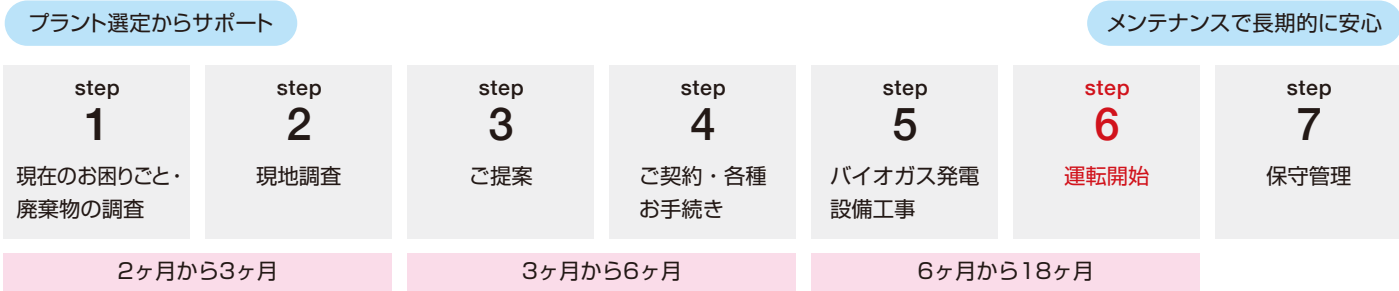 プラント選定からサポート
メンテナンスで長期的に安心
step
1
現在のお困りごと・
廃棄物の調査
step
2
現地調査
step
3
ご提案
step
4
ご契約・各種
お手続き
step
5
バイオガス発電
設備工事
step
6
運転開始
step
7
保守管理
2ヶ月から3ヶ月
3ヶ月から6ヶ月
6ヶ月から18ヶ月